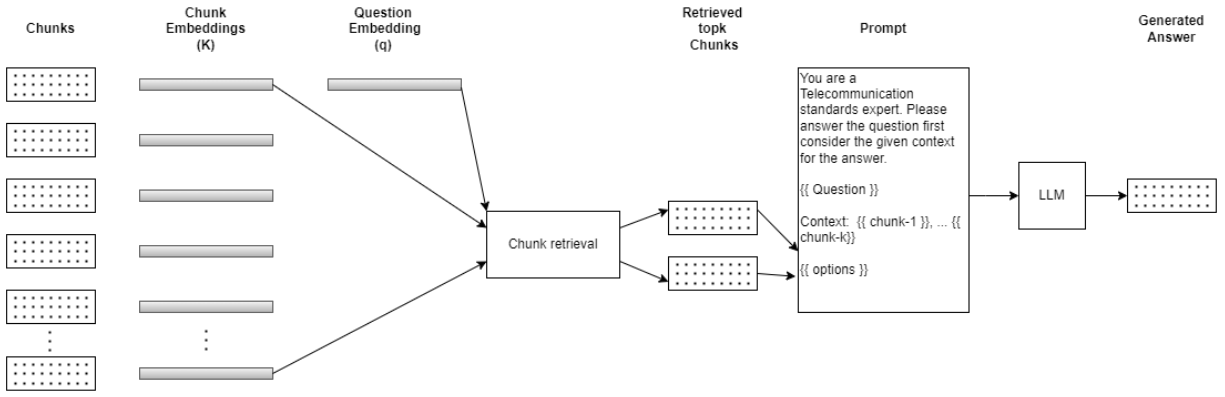 Chunks
Chunk
Embeddings
(K)
Question
Embedding
(q)
Retrieved
topk
Chunks
Prompt
Generated
Answer
You are a
Telecommunication
standards expert. Please
answer the question first
consider the given context
for the answer.
{{ Question }}
Context:  {{ chunk-1 }}, ... {{
chunk-k}}
{{ options }}
Chunk retrieval
LLM